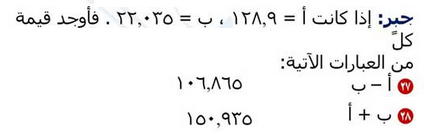 جبر: إذا كانت أ = ١٢٨,٩ ، ب = ٢٢,٠٣٥ . فأوجد قيمة
كلً
من العبارات الآتية:
٢٧ أ – ب
١٠٦,٨٦٥
٢٨ ب + أ
١٥٠,٩٣٥